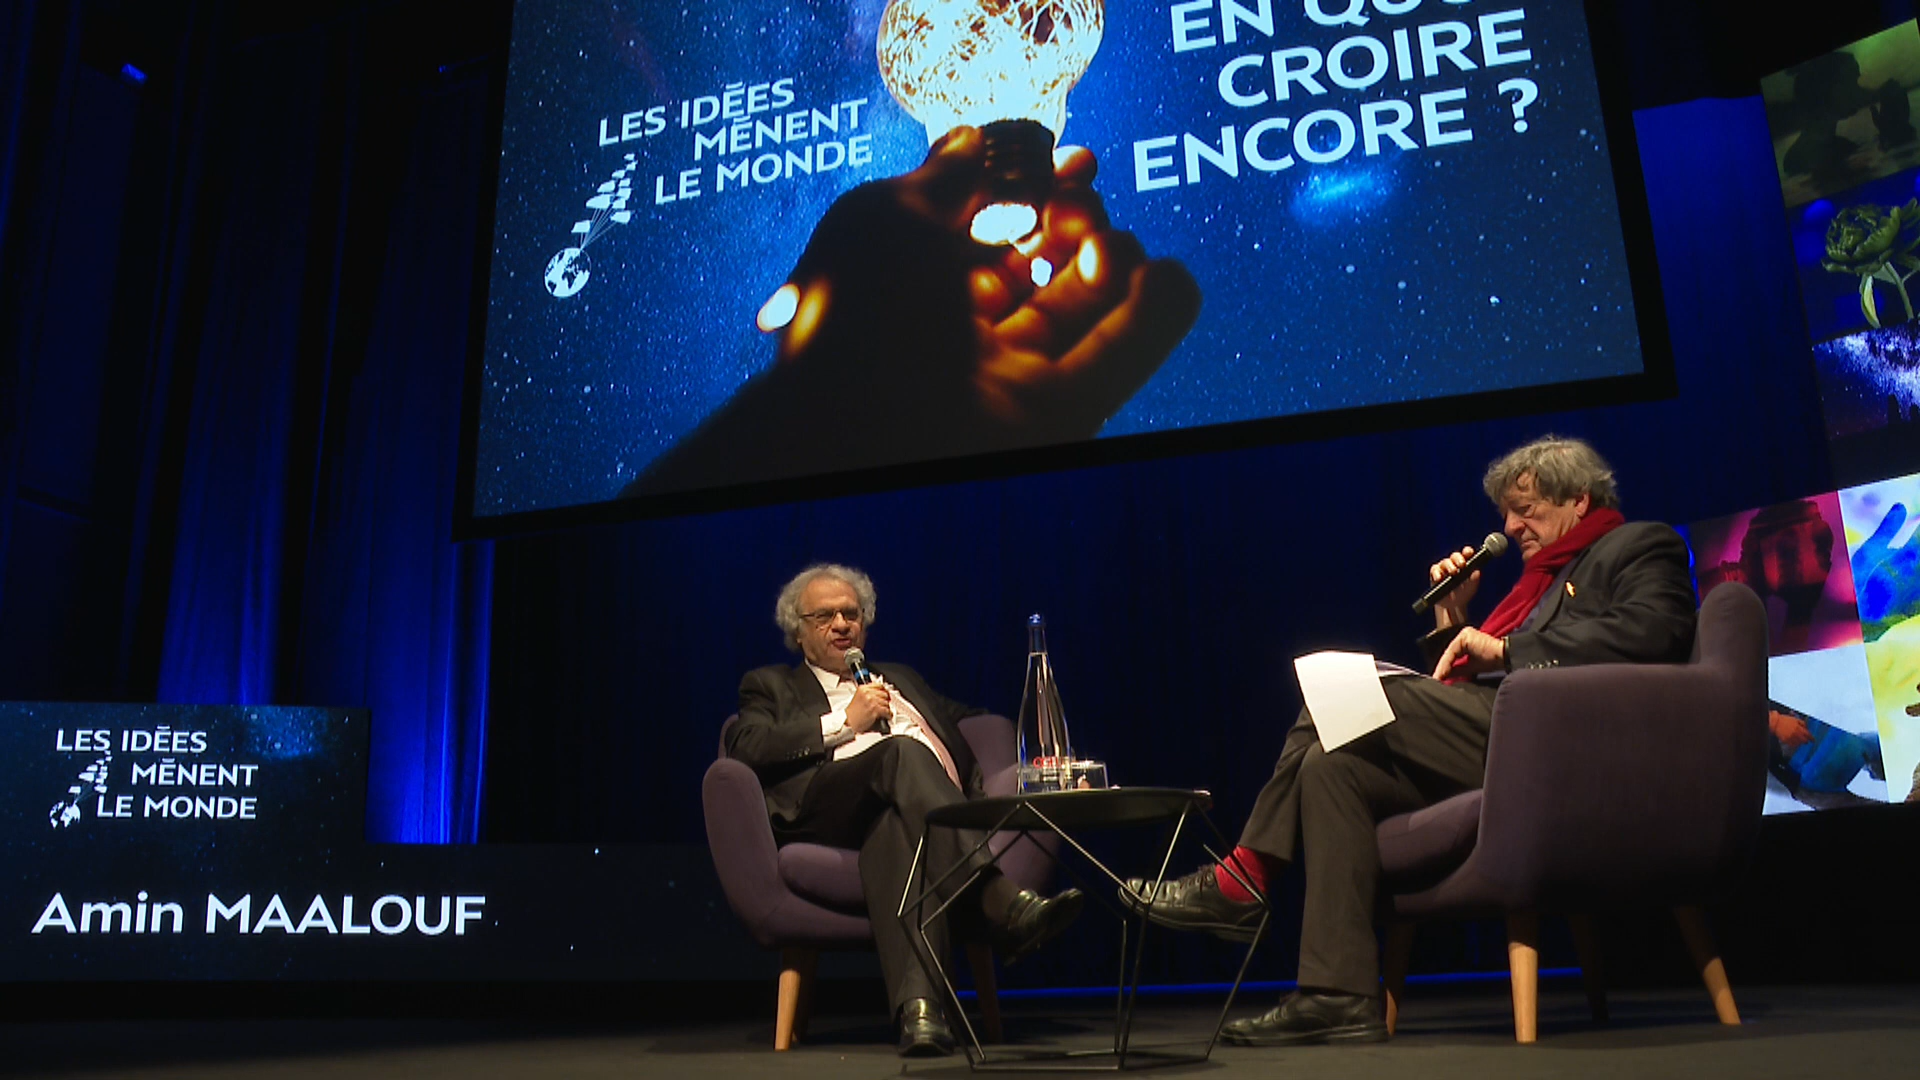 LES IDÉES
MÈNENT
LE MONDE
CROIRE
ENCORE ?
LES IDÉES
MÈNENT
LE MONDE
Amin MAALOUF